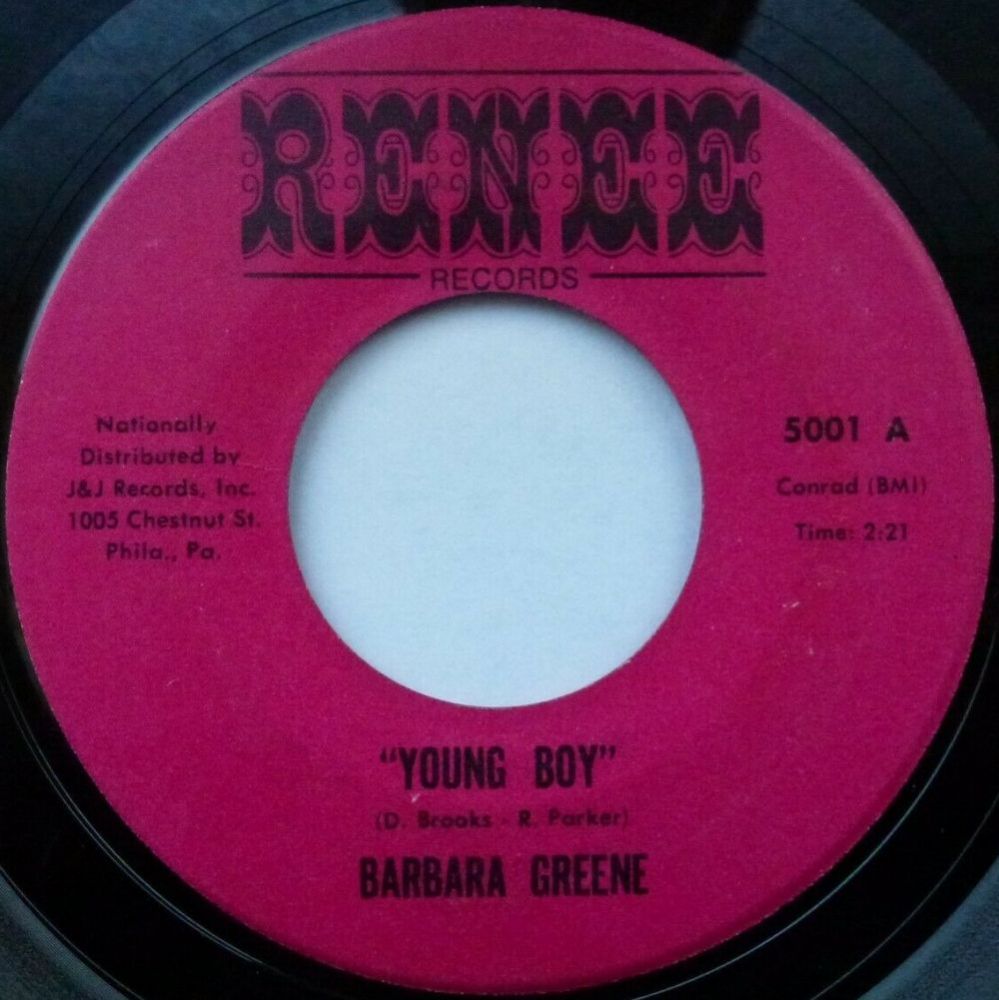 RENEE
RECORDS
Nationally
Distributed by
J&J Records, Inc.
1005 Chestnut St.
Phila., Pa.
5001 A
Conrad (BMI)
Time: 2:21
"YOUNG BOY"
(D. Brooks - R. Parker)
BARBARA GREENE